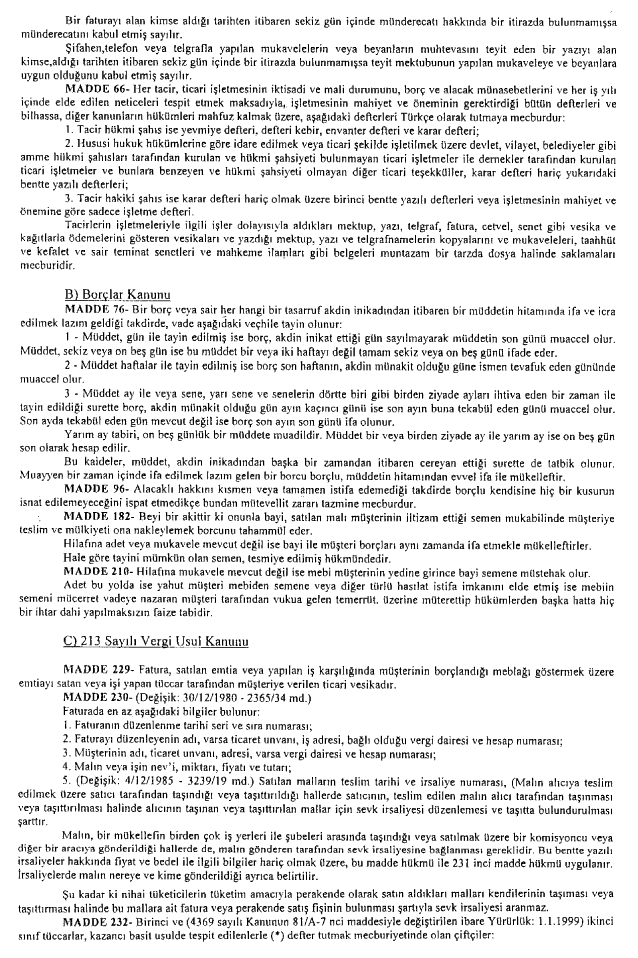 Bir faturayı alan kimse aldığı tarihten itibaren sekiz gün içinde münderecatı hakkında bir itirazda bulunmamışsa
münderecatını kabul etmiş sayılır.
Şifahen,telefon veya telgrafla yapılan mukavelelerin veya beyanların muhtevasını teyit eden bir yazıyı alan
kimse,aldığı tarihten itibaren sekiz gün içinde bir itirazda bulunmamışsa teyit mektubunun yapılan mukaveleye ve beyanlara
uygun olduğunu kabul etmiş sayılır.
MADDE 66- Her tacir, ticari işletmesinin iktisadi ve mali durumunu, borç ve alacak münasebetlerini ve her iş yılı
içinde elde edilen neticeleri tespit etmek maksadıyla, işletmesinin mahiyet ve öneminin gerektirdiği bütün defterleri ve
bilhassa, diğer kanunların hükümleri mahfuz kalmak üzere, aşağıdaki defterleri Türkçe olarak tutmaya mecburdur:
1. Tacir hükmi şahıs ise yevmiye defteri, defteri kebir, envanter defteri ve karar defteri;
2. Hususi hukuk hükümlerine göre idare edilmek veya ticari şekilde işletilmek üzere devlet, vilayet, belediyeler gibi
amme hükmi şahısları tarafından kurulan ve hükmi şahsiyeti bulunmayan ticari işletmeler ile dernekler tarafından kurulan
ticari işletmeler ve bunlara benzeyen ve hükmi şahsiyeti olmayan diğer ticari teşekküller, karar defteri hariç yukarıdaki
bentte yazılı defterleri;
3. Tacir hakiki şahıs ise karar defteri hariç olmak üzere birinci bentte yazılı defterleri veya işletmesinin mahiyet ve
önemine göre sadece işletme defteri.
Tacirlerin işletmeleriyle ilgili işler dolayısıyla aldıkları mektup, yazı, telgraf, fatura, cetvel, senet gibi vesika ve
kağıtlarla ödemelerini gösteren vesikaları ve yazdığı mektup, yazı ve telgrafnamelerin kopyalarını ve mukaveleleri, taahhüt
ve kefalet ve sair teminat senetleri ve mahkeme ilamları gibi belgeleri muntazam bir tarzda dosya halinde saklamaları
mecburidir.
B) Borçlar Kanunu
MADDE 76- Bir borç veya sair her hangi bir tasarruf akdin inikadından itibaren bir müddetin hitamında ifa ve icra
edilmek lazım geldiği takdirde, vade aşağıdaki veçhile tayin olunur:
1 - Müddet, gün ile tayin edilmiş ise borç, akdin inikat ettiği gün sayılmayarak müddetin son günü muaccel olur.
Müddet, sekiz veya on beş gün ise bu müddet bir veya iki haftayı değil tamam sekiz veya on beş günü ifade eder.
2 - Müddet haftalar ile tayin edilmiş ise borç son haftanın, akdin münakit olduğu güne ismen tevafuk eden gününde
muaccel olur.
3 - Müddet ay ile veya sene, yarı sene ve senelerin dörtte biri gibi birden ziyade ayları ihtiva eden bir zaman ile
tayin edildiği surette borç, akdin münakit olduğu gün ayın kaçıncı günü ise son ayın buna tekabül eden günü muaccel olur.
Son ayda tekabül eden gün mevcut değil ise borç son ayın son günü ifa olunur.
Yarım ay tabiri, on beş günlük bir müddete muadildir. Müddet bir veya birden ziyade ay ile yarım ay ise on beş gün
son olarak hesap edilir.
Bu kaideler, müddet, akdin inikadından başka bir zamandan itibaren cereyan ettiği surette de tatbik olunur.
Muayyen bir zaman içinde ifa edilmek lazım gelen bir borcu borçlu, müddetin hitamından evvel ifa ile mükelleftir.
MADDE 96- Alacaklı hakkını kısmen veya tamamen istifa edemediği takdirde borçlu kendisine hiç bir kusurun
isnat edilemeyeceğini ispat etmedikçe bundan mütevellit zararı tazmine mecburdur.
MADDE 182- Beyi bir akittir ki onunla bayi, satılan malı müşterinin iltizam ettiği semen mukabilinde müşteriye
teslim ve mülkiyeti ona nakleylemek borcunu tahammül eder.
Hilafına adet veya mukavele mevcut değil ise bayi ile müşteri borçları aynı zamanda ifa etmekle mükelleftirler.
Hale göre tayini mümkün olan semen, tesmiye edilmiş hükmündedir.
MADDE 210- Hilafına mukavele mevcut değil ise mebi müşterinin yedine girince bayi semene müstehak olur.
Adet bu yolda ise yahut müşteri mebiden semene veya diğer türlü hasılat istifa imkanını elde etmiş ise mebiin
semeni mücerret vadeye nazaran müşteri tarafından vukua gelen temerrüt. üzerine müterettip hükümlerden başka hatta hiç
bir ihtar dahi yapılmaksızın faize tabidir.
C) 213 Sayılı Vergi Usul Kanunu
MADDE 229- Fatura, satılan emtia veya yapılan iş karşılığında müşterinin borçlandığı meblağı göstermek üzere
emtiayı satan veya işi yapan tüccar tarafından müşteriye verilen ticari vesikadır.
MADDE 230- (Değişik: 30/12/1980 - 2365/34 md.)
Faturada en az aşağıdaki bilgiler bulunur:
1. Faturanın düzenlenme tarihi seri ve sıra numarası;
2. Faturayı düzenleyenin adı, varsa ticaret unvanı, iş adresi, bağlı olduğu vergi dairesi ve hesap numarası;
3. Müşterinin adı, ticaret unvanı, adresi, varsa vergi dairesi ve hesap numarası;
4. Malın veya işin nev'i, miktarı, fiyatı ve tutarı;
5. (Değişik: 4/12/1985 - 3239/19 md.) Satılan malların teslim tarihi ve irsaliye numarası, (Malın alıcıya teslim
edilmek üzere satıcı tarafından taşındığı veya taşıttırıldığı hallerde satıcının, teslim edilen malın alıcı tarafından taşınması
veya taşıttırılması halinde alıcının taşınan veya taşıttırılan mallar için sevk irsaliyesi düzenlemesi ve taşıtta bulundurulması
şarttır.
Malın, bir mükellefin birden çok iş yerleri ile şubeleri arasında taşındığı veya satılmak üzere bir komisyoncu veya
diğer bir aracıya gönderildiği hallerde de, malın gönderen tarafından sevk irsaliyesine bağlanması gereklidir. Bu bentte yazılı
irsaliyeler hakkında fiyat ve bedel ile ilgili bilgiler hariç olmak üzere, bu madde hükmü ile 231 inci madde hükmü uygulanır.
İrsaliyelerde malın nereye ve kime gönderildiği ayrıca belirtilir.
Şu kadar ki nihai tüketicilerin tüketim amacıyla perakende olarak satın aldıkları malları kendilerinin taşıması veya
taşıttırması halinde bu mallara ait fatura veya perakende satış fişinin bulunması şartıyla sevk irsaliyesi aranmaz.
MADDE 232- Birinci ve (4369 sayılı Kanunun 81/A-7 nci maddesiyle değiştirilen ibare Yürürlük: 1.1.1999) ikinci
sınıf tüccarlar, kazancı basit usulde tespit edilenlerle (*) defter tutmak mecburiyetinde olan çiftçiler: